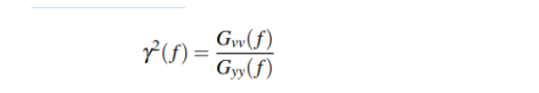 γ²(f) = Gvv(f) / Gyy(f)